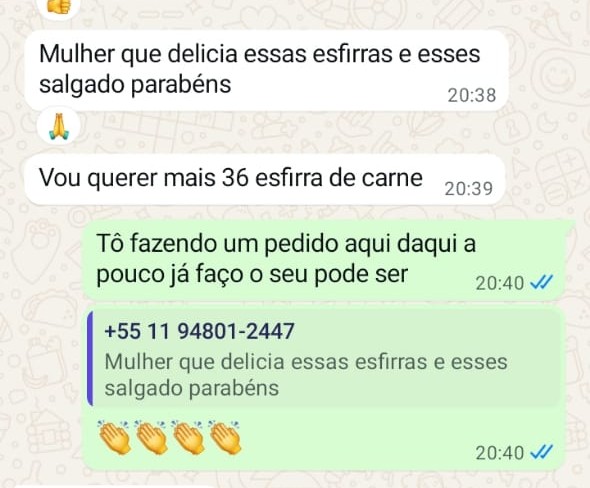 Mulher que delicia essas esfirras e esses
salgado parabéns
20:38
Vou querer mais 36 esfirra de carne
20:39
Tô fazendo um pedido aqui daqui a
pouco já faço o seu pode ser
20:40
+55 11 94801-2447
Mulher que delicia essas esfirras e esses
salgado parabéns
👏👏👏👏
20:40